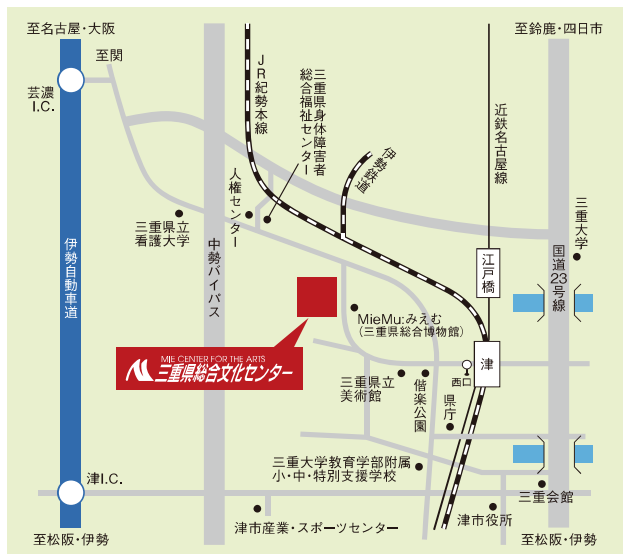 至名古屋・大阪
至鈴鹿・四日市
至関
芸濃
I.C.
JR紀勢本線
三重県身体障害者
総合福祉センター
伊勢鉄道
近鉄名古屋線
人権センター
三重県立
看護大学
三重大学
伊勢自動車道
中勢バイパス
江戸橋
国道23号線
MieMu:みえむ
(三重県総合博物館)
MIE CENTER FOR THE ARTS
三重県総合文化センター
津
西口
三重県立
美術館
偕楽公園
県庁
三重大学教育学部附属
小・中・特別支援学校
津I.C.
三重会館
津市産業・スポーツセンター
津市役所
至松阪・伊勢
至松阪・伊勢